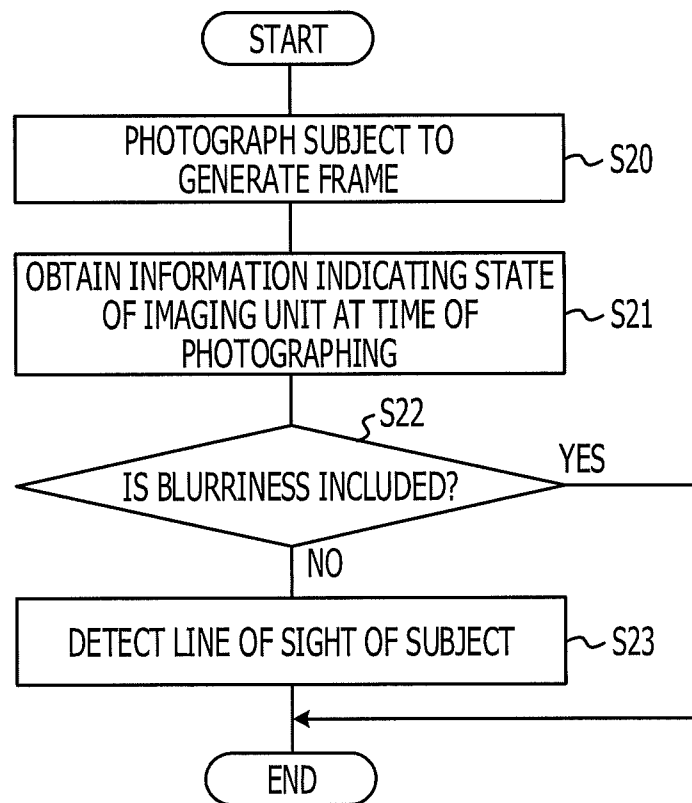 START
PHOTOGRAPH SUBJECT TO
GENERATE FRAME
S20
OBTAIN INFORMATION INDICATING STATE
OF IMAGING UNIT AT TIME OF
PHOTOGRAPHING
S21
S22
IS BLURRINESS INCLUDED?
YES
NO
DETECT LINE OF SIGHT OF SUBJECT
S23
END